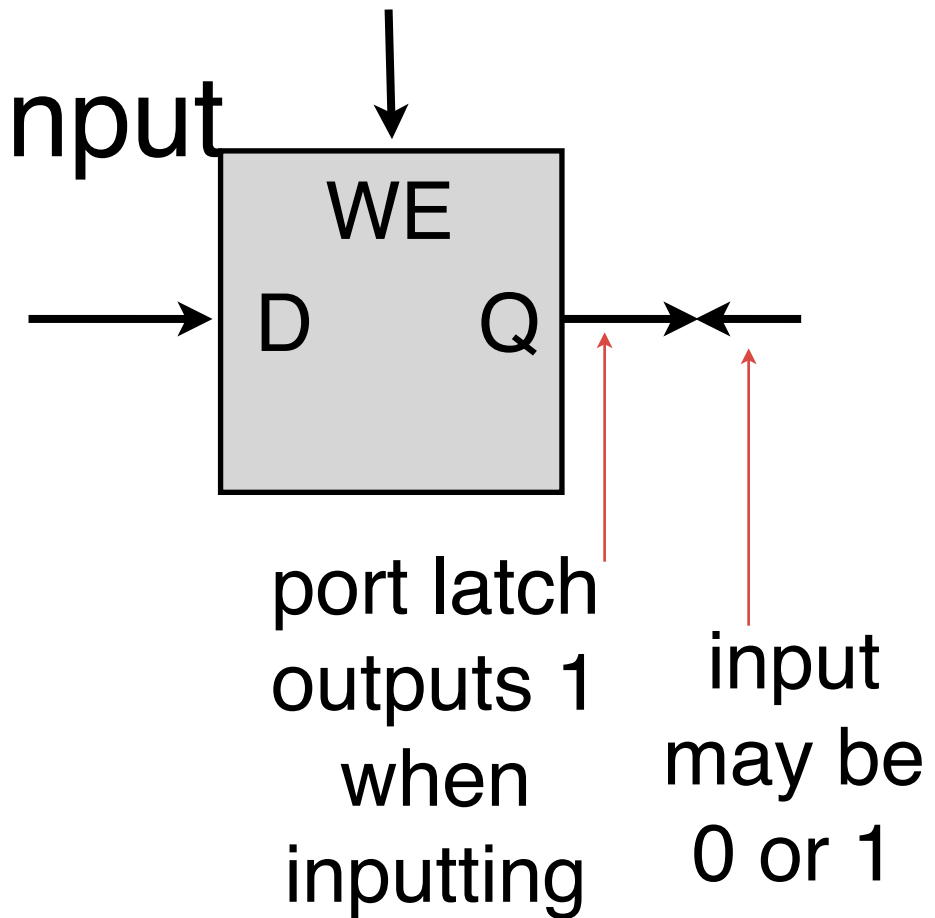 nput
WE
D
Q
port latch
outputs 1
when
inputting
input
may be
0 or 1